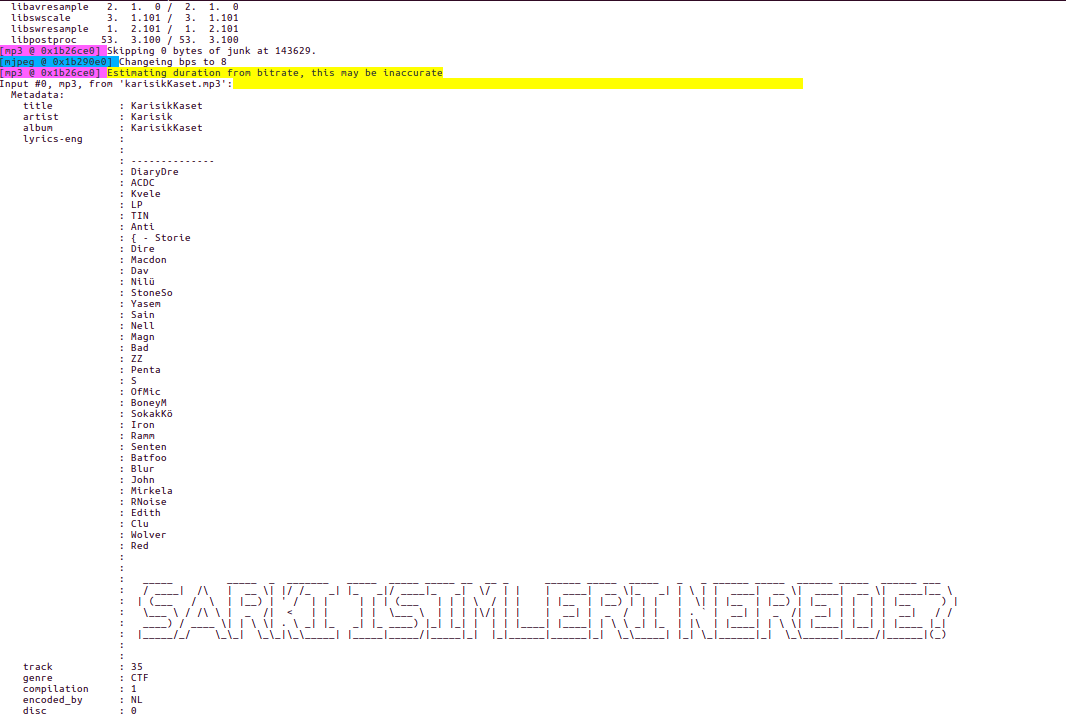 libavresample 2. 1. 0 / 2. 1. 0
libswscale 3. 1.101 / 3. 1.101
libswresample 1. 2.101 / 1. 2.101
libpostproc 53. 3.100 / 53. 3.100
[mp3 @ 0x1b26ce0] Skipping 0 bytes of junk at 143629.
[mjpeg @ 0x1b290e0] Changeing bps to 8
[mp3 @ 0x1b26ce0] Estimating duration from bitrate, this may be inaccurate
Input #0, mp3, from 'karisikKaset.mp3':
Metadata:
title : KarisikKaset
artist : Karisik
album : KarisikKaset
lyrics-eng :
:
: --------------
: DiaryDre
: ACDC
: Kvele
: LP
: TIN
: Anti
: { - Storie
: Dire
: Macdon
: Dav
: Nilü
: StoneSo
: Yasem
: Sain
: Nell
: Magn
: Bad
: ZZ
: Penta
: S
: OfMic
: BoneyM
: SokakKö
: Iron
: Ramm
: Senten
: Batfoo
: Blur
: John
: Mirkela
: RNoise
: Edith
: Clu
: Wolver
: Red
:
:
: SARKI ISIMLERI NEREDE?
:
:
track : 35
genre : CTF
compilation : 1
encoded_by : NL
disc : 0